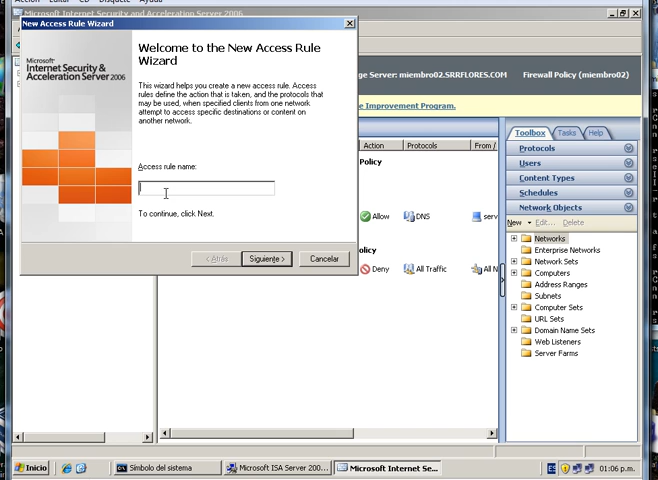 Editar
Disquete
Ayuda
Microsoft Internet Security and Acceleration Server 2006
New Access Rule Wizard
Microsoft
Internet Security &
Acceleration Server 2006
Welcome to the New Access Rule
Wizard
This wizard helps you create a new access rule. Access
rules define the action that is taken, and the protocols that
may be used, when specified clients from one network
attempt to access specific destinations or content on
another network.
Access rule name:
To continue, click Next.
< Atrás
Siguiente >
Cancelar
ge Server: miembro02.SRRFLORES.COM
Firewall Policy (miembro02)
e Improvement Program.
Action
Protocols
From /
Policy
Allow
DNS
serv
olicy
Deny
All Traffic
All N
Toolbox
Tasks
Help
Protocols
Users
Content Types
Schedules
Network Objects
New
Edit...
Delete
Networks
Enterprise Networks
Network Sets
Computers
Address Ranges
Subnets
Computer Sets
URL Sets
Domain Name Sets
Web Listeners
Server Farms
Inicio
Símbolo del sistema
Microsoft ISA Server 200...
Microsoft Internet Se...
ES
01:06 p.m.